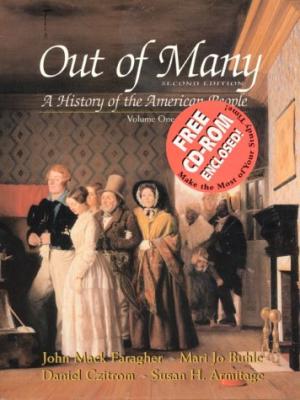 Out of Many
SECOND EDITION
A History of the American People
Volume One
FREE
CD-ROM
ENCLOSED!
Make the Most of Your Study Time!
John Mack Faragher Mari Jo Buhle
Daniel Czitrom Susan H. Armitage